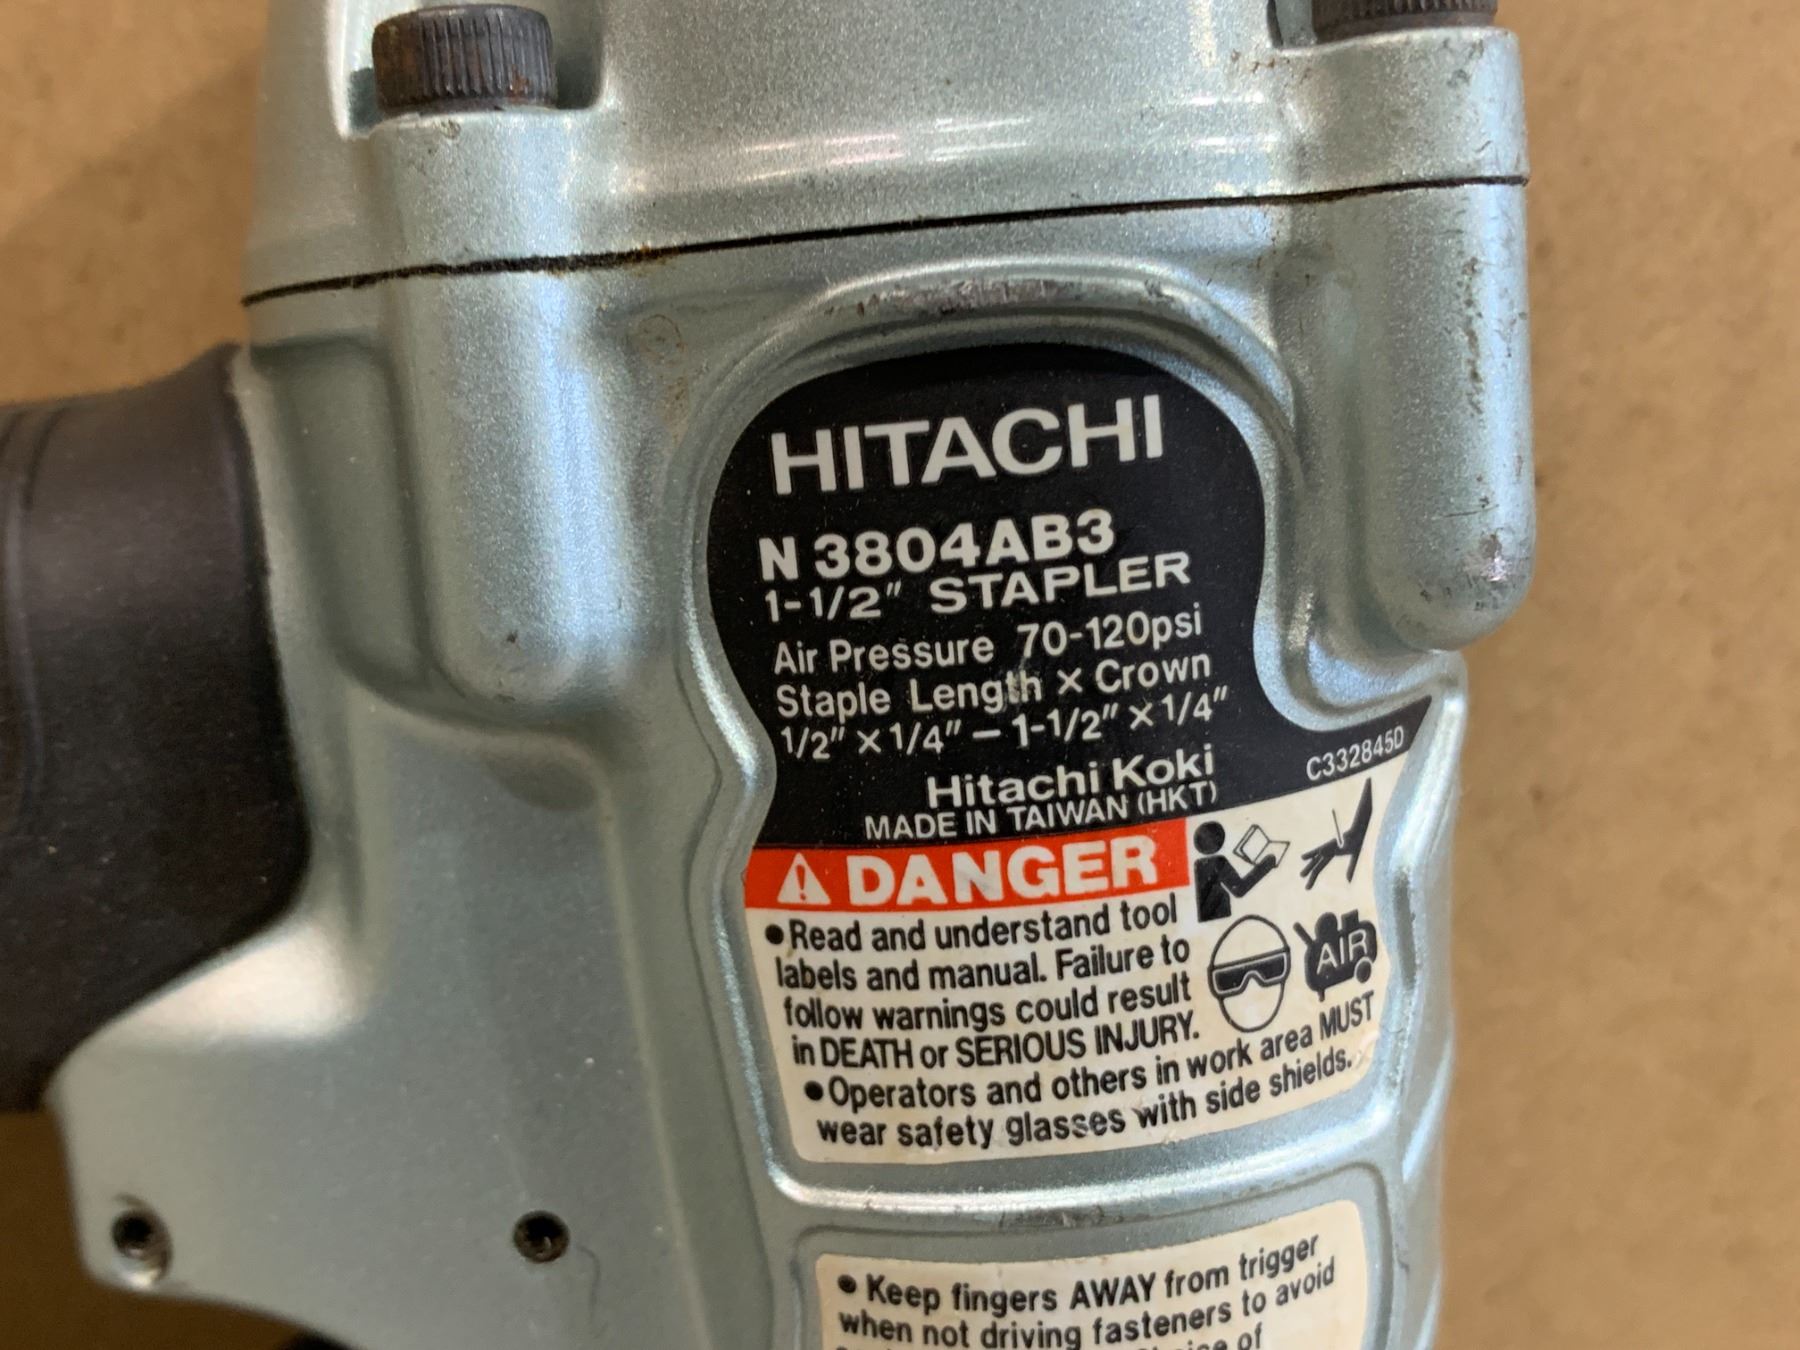 HITACHI
N 3804AB3
1-1/2" STAPLER
Air Pressure 70-120psi
Staple Length × Crown
1/2" × 1/4" – 1-1/2" × 1/4"
Hitachi Koki
MADE IN TAIWAN (HKT)
C332845D
DANGER
●Read and understand tool
labels and manual. Failure to
follow warnings could result
in DEATH or SERIOUS INJURY.
●Operators and others in work area MUST
wear safety glasses with side shields.
AIR
● Keep fingers AWAY from trigger
when not driving fasteners to avoid
of